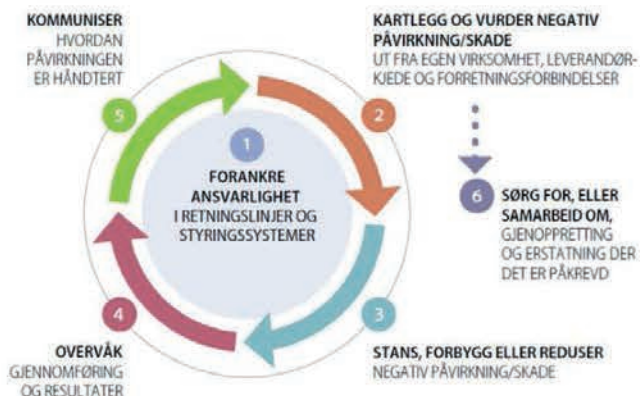 1
FORANKRE
ANSVARLIGHET
I RETNINGSLINJER OG
STYRINGSSYSTEMER
2
KARTLEGG OG VURDER NEGATIV
PÅVIRKNING/SKADE
UT FRA EGEN VIRKSOMHET, LEVERANDØR-
KJEDE OG FORRETNINGSFORBINDELSER
3
STANS, FORBYGG ELLER REDUSER
NEGATIV PÅVIRKNING/SKADE
4
OVERVÅK
GJENNOMFØRING
OG RESULTATER
5
KOMMUNISER
HVORDAN
PÅVIRKNINGEN
ER HÅNDTERT
6
SØRG FOR, ELLER
SAMARBEID OM,
GJENOPPRETTING
OG ERSTATNING DER
DET ER PÅKREVD